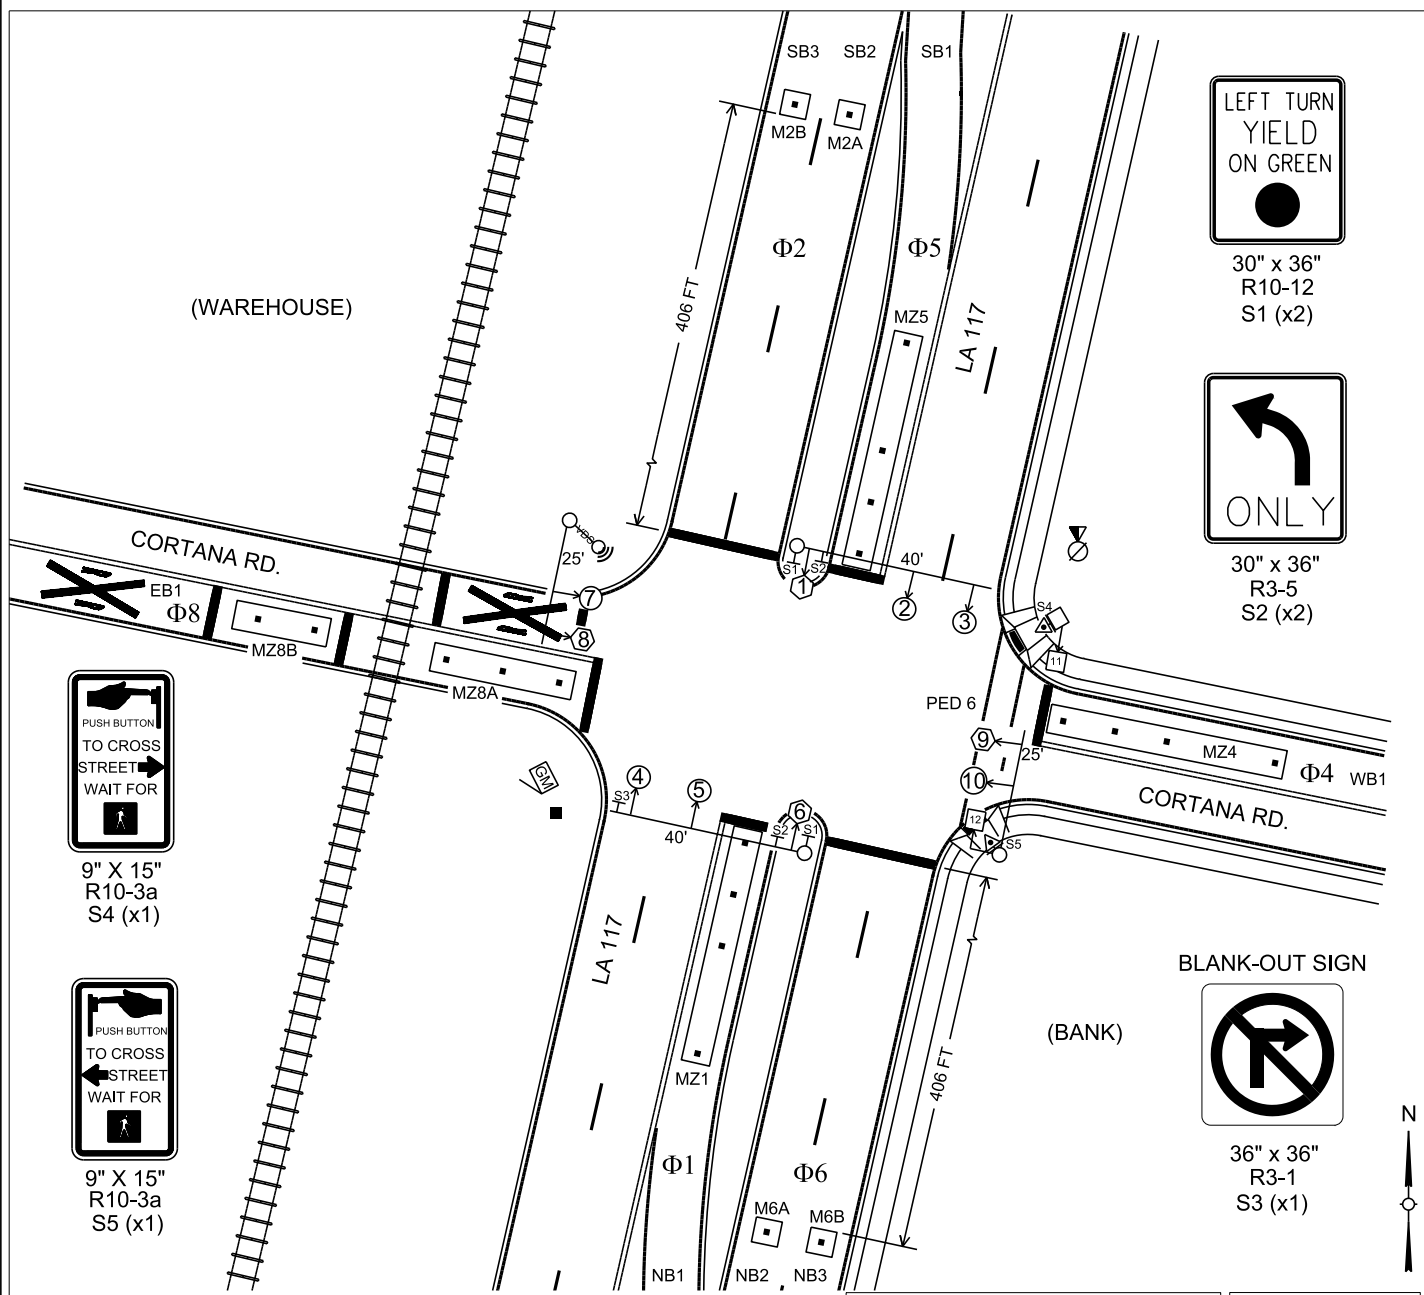 SB3
SB2
SB1
M2B
M2A
LEFT TURN
YIELD
ON GREEN
30" x 36"
R10-12
S1 (x2)
Φ2
Φ5
406 FT
(WAREHOUSE)
MZ5
LA 117
ONLY
30" x 36"
R3-5
S2 (x2)
CORTANA RD.
VDS
25'
EB1
Φ8
MZ8B
MZ8A
7
8
S1
S2
1
40'
2
3
S4
11
PED 6
9
25'
10
MZ4
Φ4
WB1
CORTANA RD.
12
S5
PUSH BUTTON
TO CROSS
STREET
WAIT FOR
9" X 15"
R10-3a
S4 (x1)
GM
S3
4
5
40'
S2
6
S1
LA 117
MZ1
406 FT
(BANK)
BLANK-OUT SIGN
36" x 36"
R3-1
S3 (x1)
N
PUSH BUTTON
TO CROSS
STREET
WAIT FOR
9" X 15"
R10-3a
S5 (x1)
Φ1
Φ6
M6A
M6B
NB1
NB2
NB3